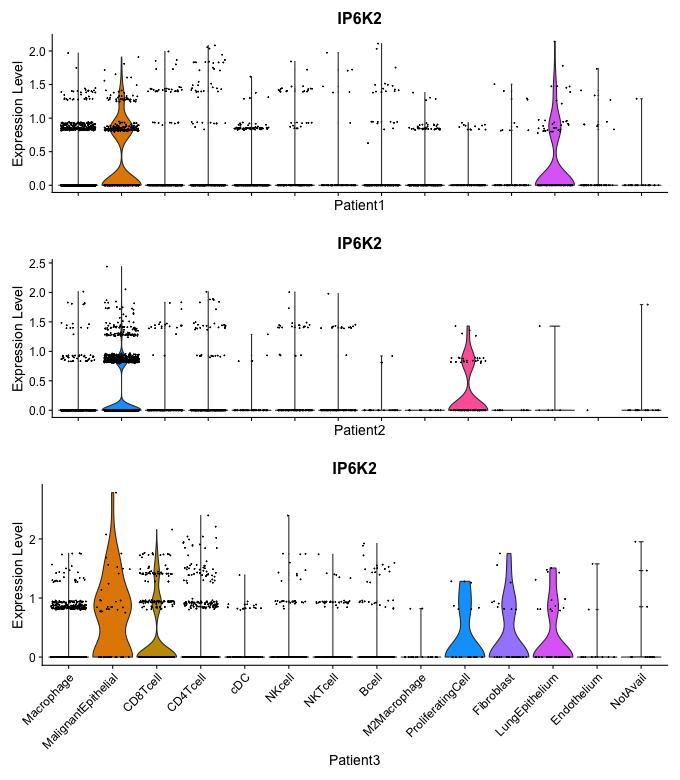 IP6K2
Expression Level
2.0
1.5
1.0
0.5
0.0
Patient1
IP6K2
Expression Level
2.5
2.0
1.5
1.0
0.5
0.0
Patient2
IP6K2
Expression Level
2
1
0
Macrophage
MalignantEpithelial
CD8Tcell
CD4Tcell
cDC
NKcell
NKTcell
Bcell
M2Macrophage
ProliferatingCell
Fibroblast
LungEpithelium
Endothelium
NotAvail
Patient3